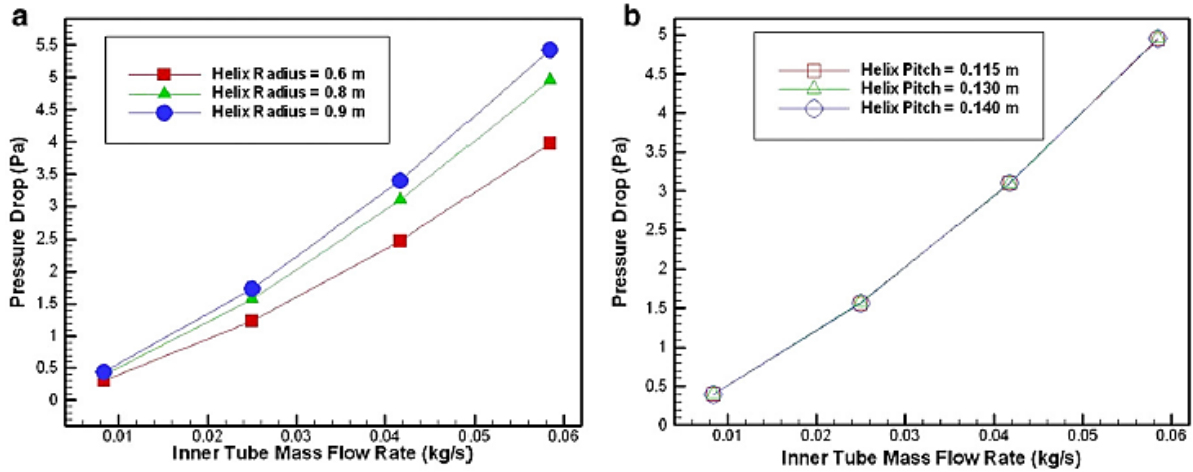 a
5.5
5
4.5
4
3.5
3
2.5
2
1.5
1
0.5
0
Pressure Drop (Pa)
Helix Radius = 0.6 m
Helix Radius = 0.8 m
Helix Radius = 0.9 m
0.01 0.02 0.03 0.04 0.05 0.06
Inner Tube Mass Flow Rate (kg/s)
b
5
4.5
4
3.5
3
2.5
2
1.5
1
0.5
0
Pressure Drop (Pa)
Helix Pitch = 0.115 m
Helix Pitch = 0.130 m
Helix Pitch = 0.140 m
0.01 0.02 0.03 0.04 0.05 0.06
Inner Tube Mass Flow Rate (kg/s)